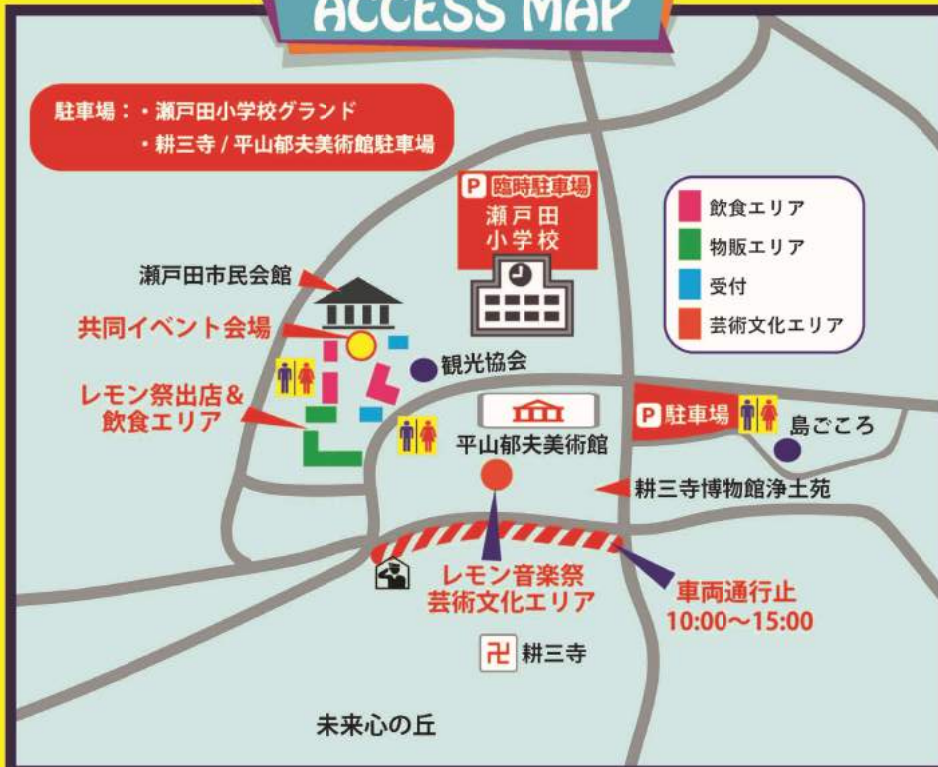 ACCESS MAP
駐車場：・瀬戸田小学校グランド
・耕三寺 / 平山郁夫美術館駐車場
P 臨時駐車場
瀬戸田
小学校
飲食エリア
物販エリア
受付
芸術文化エリア
瀬戸田市民会館
共同イベント会場
観光協会
レモン祭出店&
飲食エリア
P 駐車場
島ごころ
平山郁夫美術館
耕三寺博物館浄土苑
レモン音楽祭
芸術文化エリア
車両通行止
10:00〜15:00
卍 耕三寺
未来心の丘